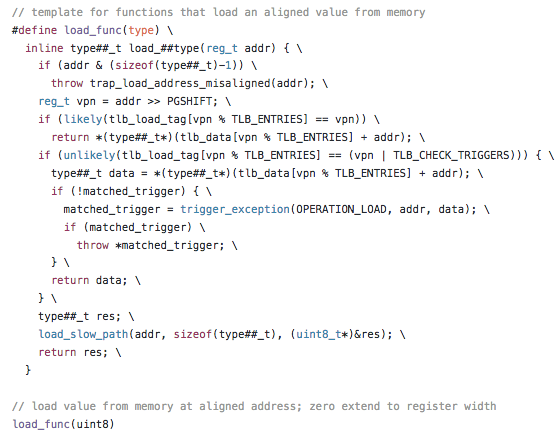 // template for functions that load an aligned value from memory
#define load_func(type) \
  inline type##_t load_##type(reg_t addr) { \
    if (addr & (sizeof(type##_t)-1)) \
      throw trap_load_address_misaligned(addr); \
    reg_t vpn = addr >> PGSHIFT; \
    if (likely(tlb_load_tag[vpn % TLB_ENTRIES] == vpn)) \
      return *(type##_t*)(tlb_data[vpn % TLB_ENTRIES] + addr); \
    if (unlikely(tlb_load_tag[vpn % TLB_ENTRIES] == (vpn | TLB_CHECK_TRIGGERS))) { \
      type##_t data = *(type##_t*)(tlb_data[vpn % TLB_ENTRIES] + addr); \
      if (!matched_trigger) { \
        matched_trigger = trigger_exception(OPERATION_LOAD, addr, data); \
        if (matched_trigger) \
          throw *matched_trigger; \
      } \
      return data; \
    } \
    type##_t res; \
    load_slow_path(addr, sizeof(type##_t), (uint8_t*)&res); \
    return res; \
  }
// load value from memory at aligned address; zero extend to register width
load_func(uint8)